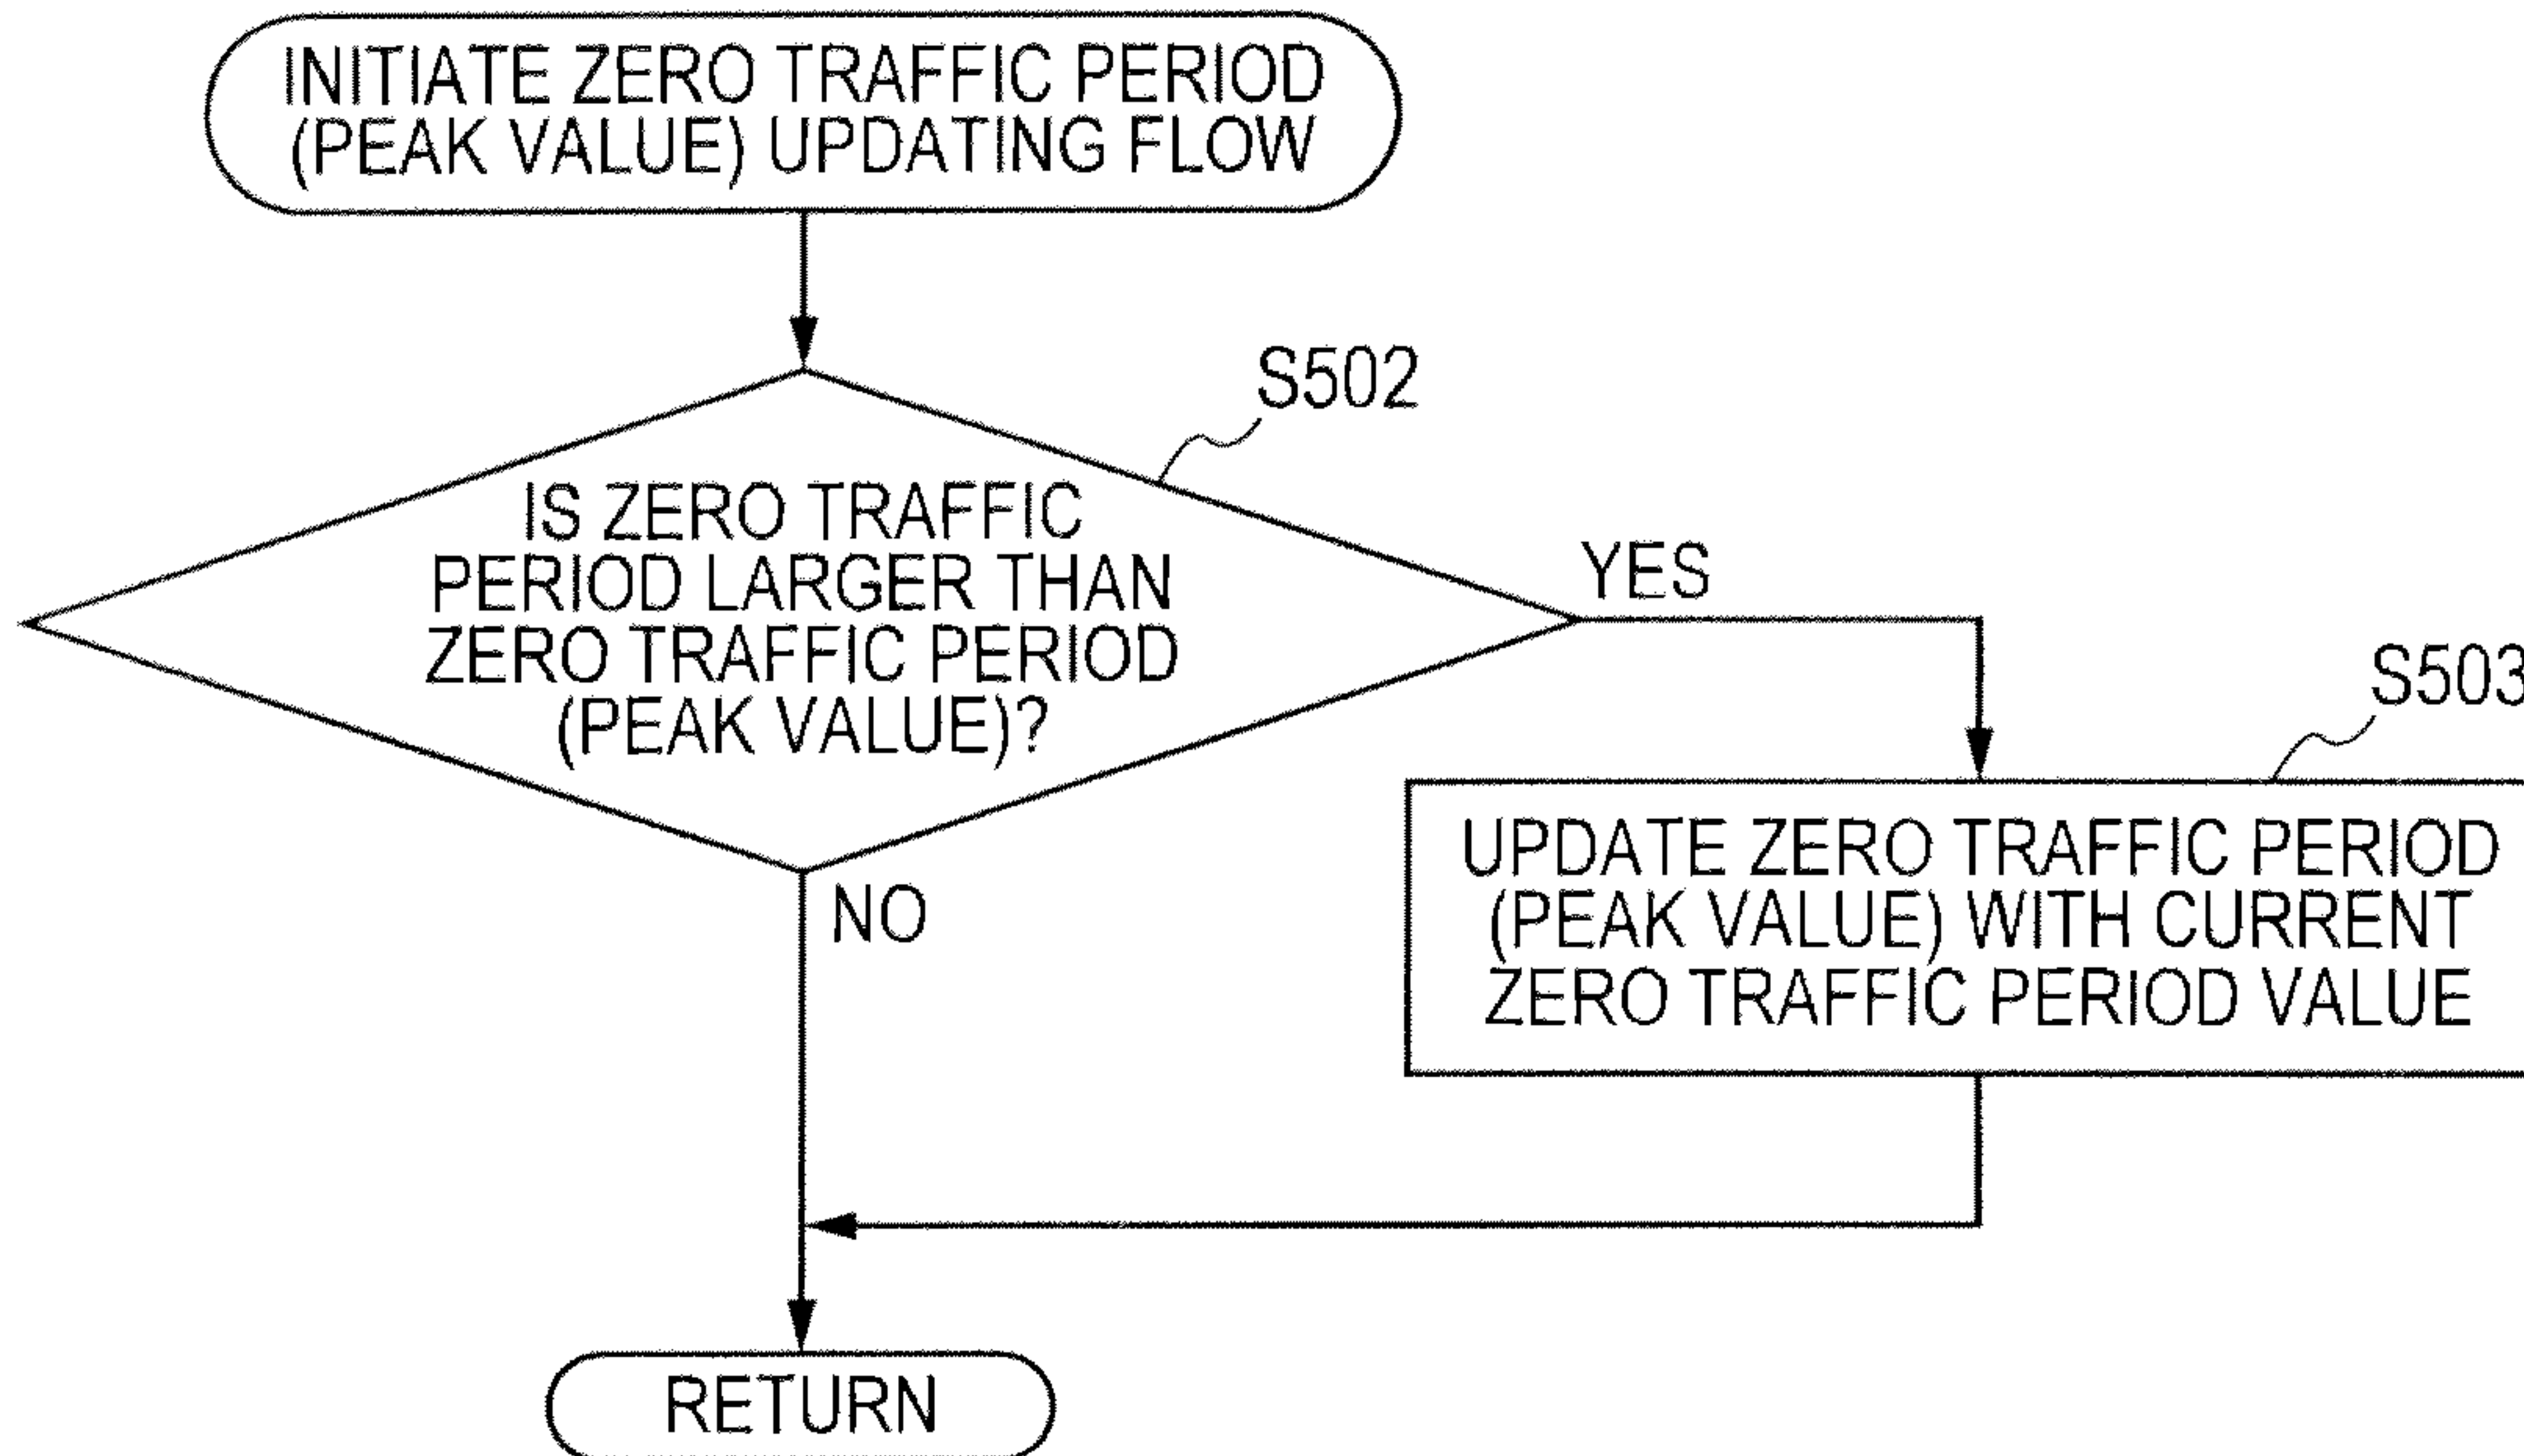 INITIATE ZERO TRAFFIC PERIOD
(PEAK VALUE) UPDATING FLOW
S502
IS ZERO TRAFFIC
PERIOD LARGER THAN
ZERO TRAFFIC PERIOD
(PEAK VALUE)?
YES
NO
S503
UPDATE ZERO TRAFFIC PERIOD
(PEAK VALUE) WITH CURRENT
ZERO TRAFFIC PERIOD VALUE
RETURN